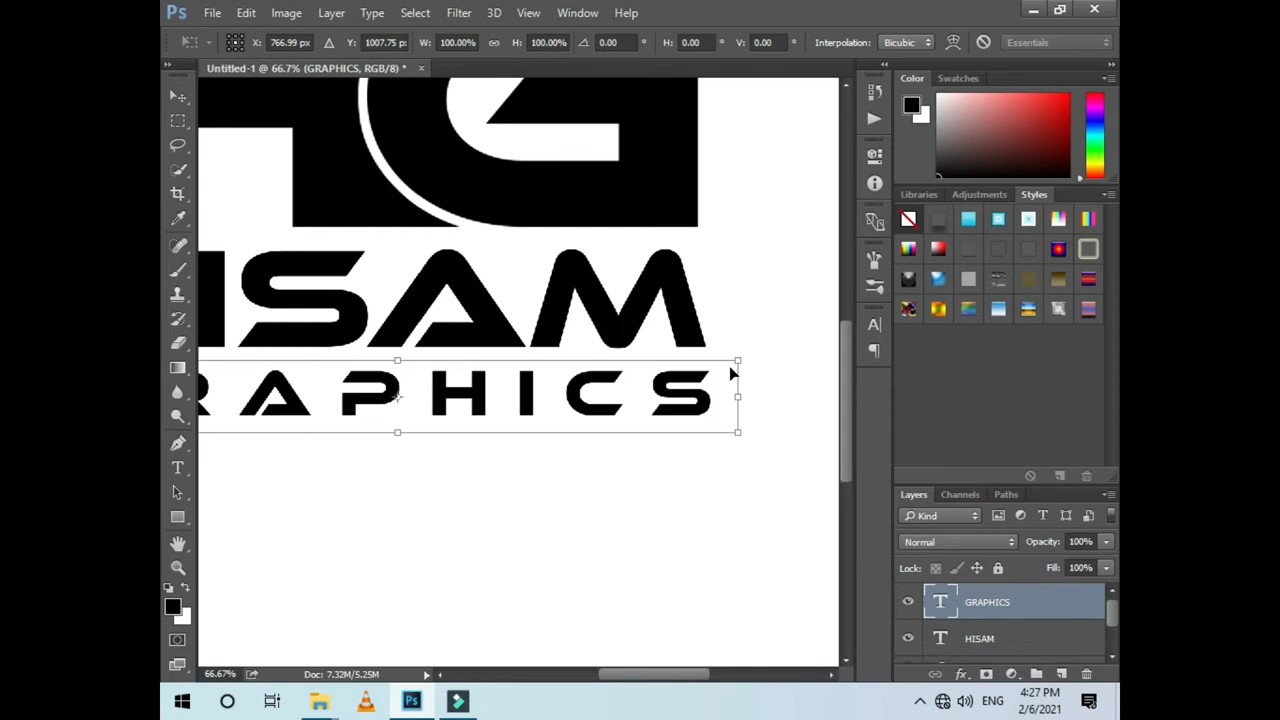 Ps File Edit Image Layer Type Select Filter 3D View Window Help
X: 766.99 px Y: 1007.75 p: W: 100.00% H: 100.00% 0.00 ° H: 0.00 ° V: 0.00 ° Interpolation: Bicubic Essentials
Untitled-1 @ 66.7% (GRAPHICS, RGB/8) * ×
Color Swatches
Libraries Adjustments Styles
HISAM
RAPHICS
Layers Channels Paths
Kind
Normal Opacity: 100%
Lock: Fill: 100%
T GRAPHICS
T HISAM
66.67% Doc: 7.32M/5.25M
fx
Ps ENG 4:27 PM
2/6/2021